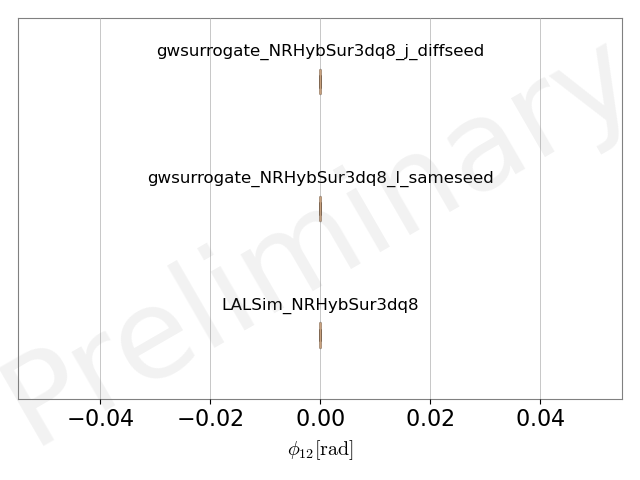 gwsurrogate_NRHybSur3dq8_j_diffseed
gwsurrogate_NRHybSur3dq8_l_sameseed
LALSim_NRHybSur3dq8
Preliminary
−0.04 −0.02 0.00 0.02 0.04
ϕ₁₂[rad]